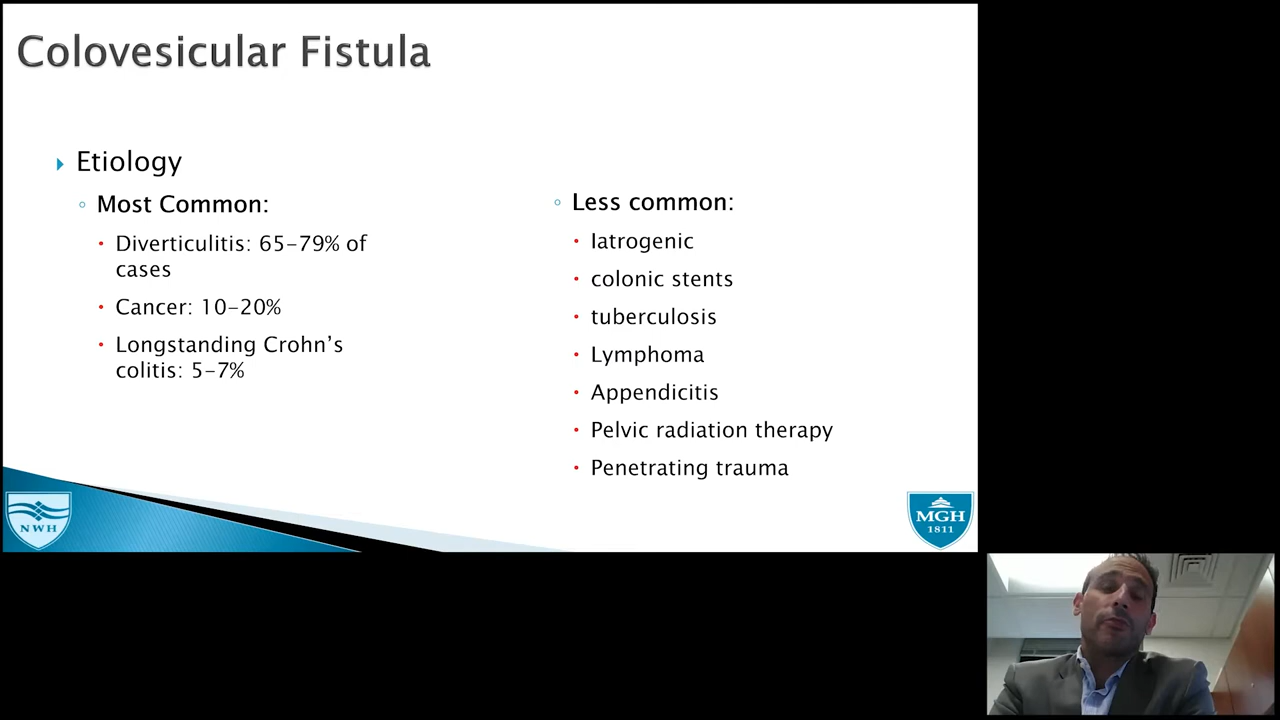 Colovesicular Fistula
Etiology
Most Common:
Diverticulitis: 65-79% of
cases
Cancer: 10-20%
Longstanding Crohn's
colitis: 5-7%
Less common:
Iatrogenic
colonic stents
tuberculosis
Lymphoma
Appendicitis
Pelvic radiation therapy
Penetrating trauma
NWH
MGH
1811